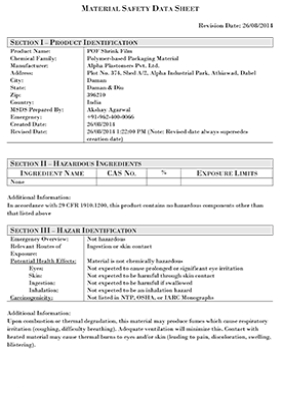 MATERIAL SAFETY DATA SHEET
Revision Date: 26/08/2014
SECTION I – PRODUCT IDENTIFICATION
Product Name: POF Shrink Film
Chemical Family: Polymer-based Packaging Material
Manufacturer: Alpha Plastomers Pvt. Ltd.
Address: Plot No. 374, Shed A/2, Alpha Industrial Park, Athiawad, Dabel
City: Daman
State: Daman & Diu
Zip: 396210
Country: India
MSDS Prepared By: Akshay Agarwal
Emergency: +91-962-400-0066
Created Date: 26/08/2014
Revised Date: 26/08/2014 1:22:00 PM (Note: Revised date always supersedes
creation date)
SECTION II – HAZARDOUS INGREDIENTS
INGREDIENT NAME CAS NO. % EXPOSURE LIMITS
None
Additional Information:
In accordance with 29 CFR 1910.1200, this product contains no hazardous components other than
that listed above
SECTION III – HAZAR IDENTIFICATION
Emergency Overview: Not hazardous
Relevant Routes of Ingestion or skin contact
Exposure:
Potential Health Effects: Material is not chemically hazardous
Eyes: Not expected to cause prolonged or significant eye irritation
Skin: Not expected to be harmful through skin contact
Ingestion: Not expected to be harmful if swallowed
Inhalation: Not expected to be an inhalation hazard
Carcinogenicity: Not listed in NTP, OSHA, or IARC Monographs
Additional Information:
Upon combustion or thermal degradation, this material may produce fumes which cause respiratory
irritation (coughing, difficulty breathing). Adequate ventilation will minimize this. Contact with
heated material may cause thermal burns to eyes and/or skin (leading to pain, discoloration, swelling,
blistering).